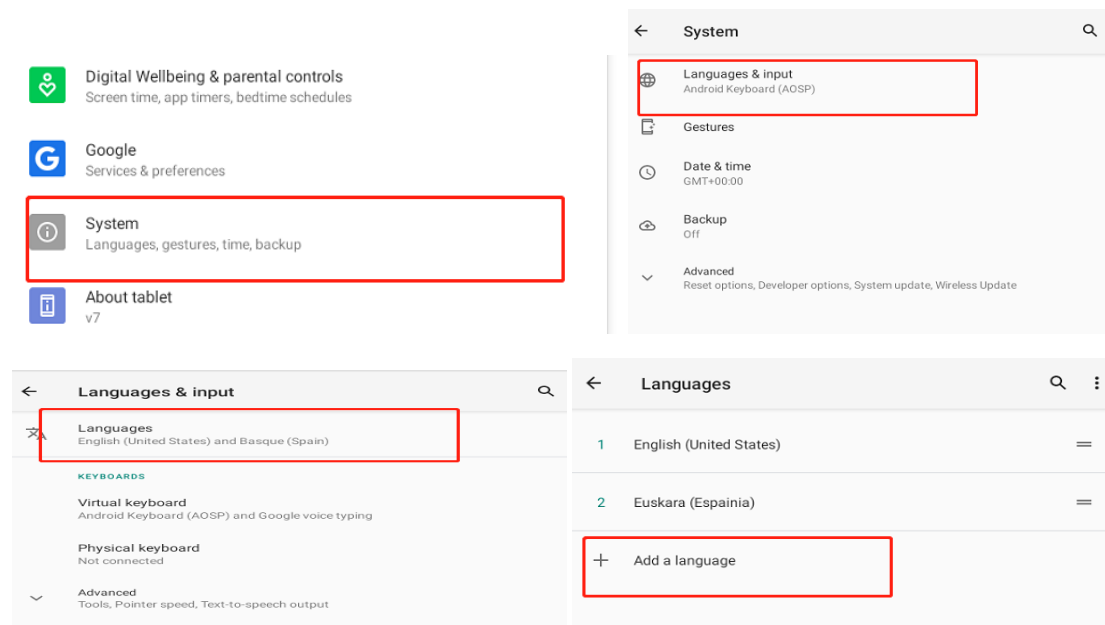 Digital Wellbeing & parental controls
Screen time, app timers, bedtime schedules
Google
Services & preferences
System
Languages, gestures, time, backup
About tablet
v7
System
Languages & input
Android Keyboard (AOSP)
Gestures
Date & time
GMT+00:00
Backup
Off
Advanced
Reset options, Developer options, System update, Wireless Update
Languages & input
Languages
English (United States) and Basque (Spain)
KEYBOARDS
Virtual keyboard
Android Keyboard (AOSP) and Google voice typing
Physical keyboard
Not connected
Advanced
Tools, Pointer speed, Text-to-speech output
Languages
1 English (United States)
2 Euskara (Espainia)
Add a language